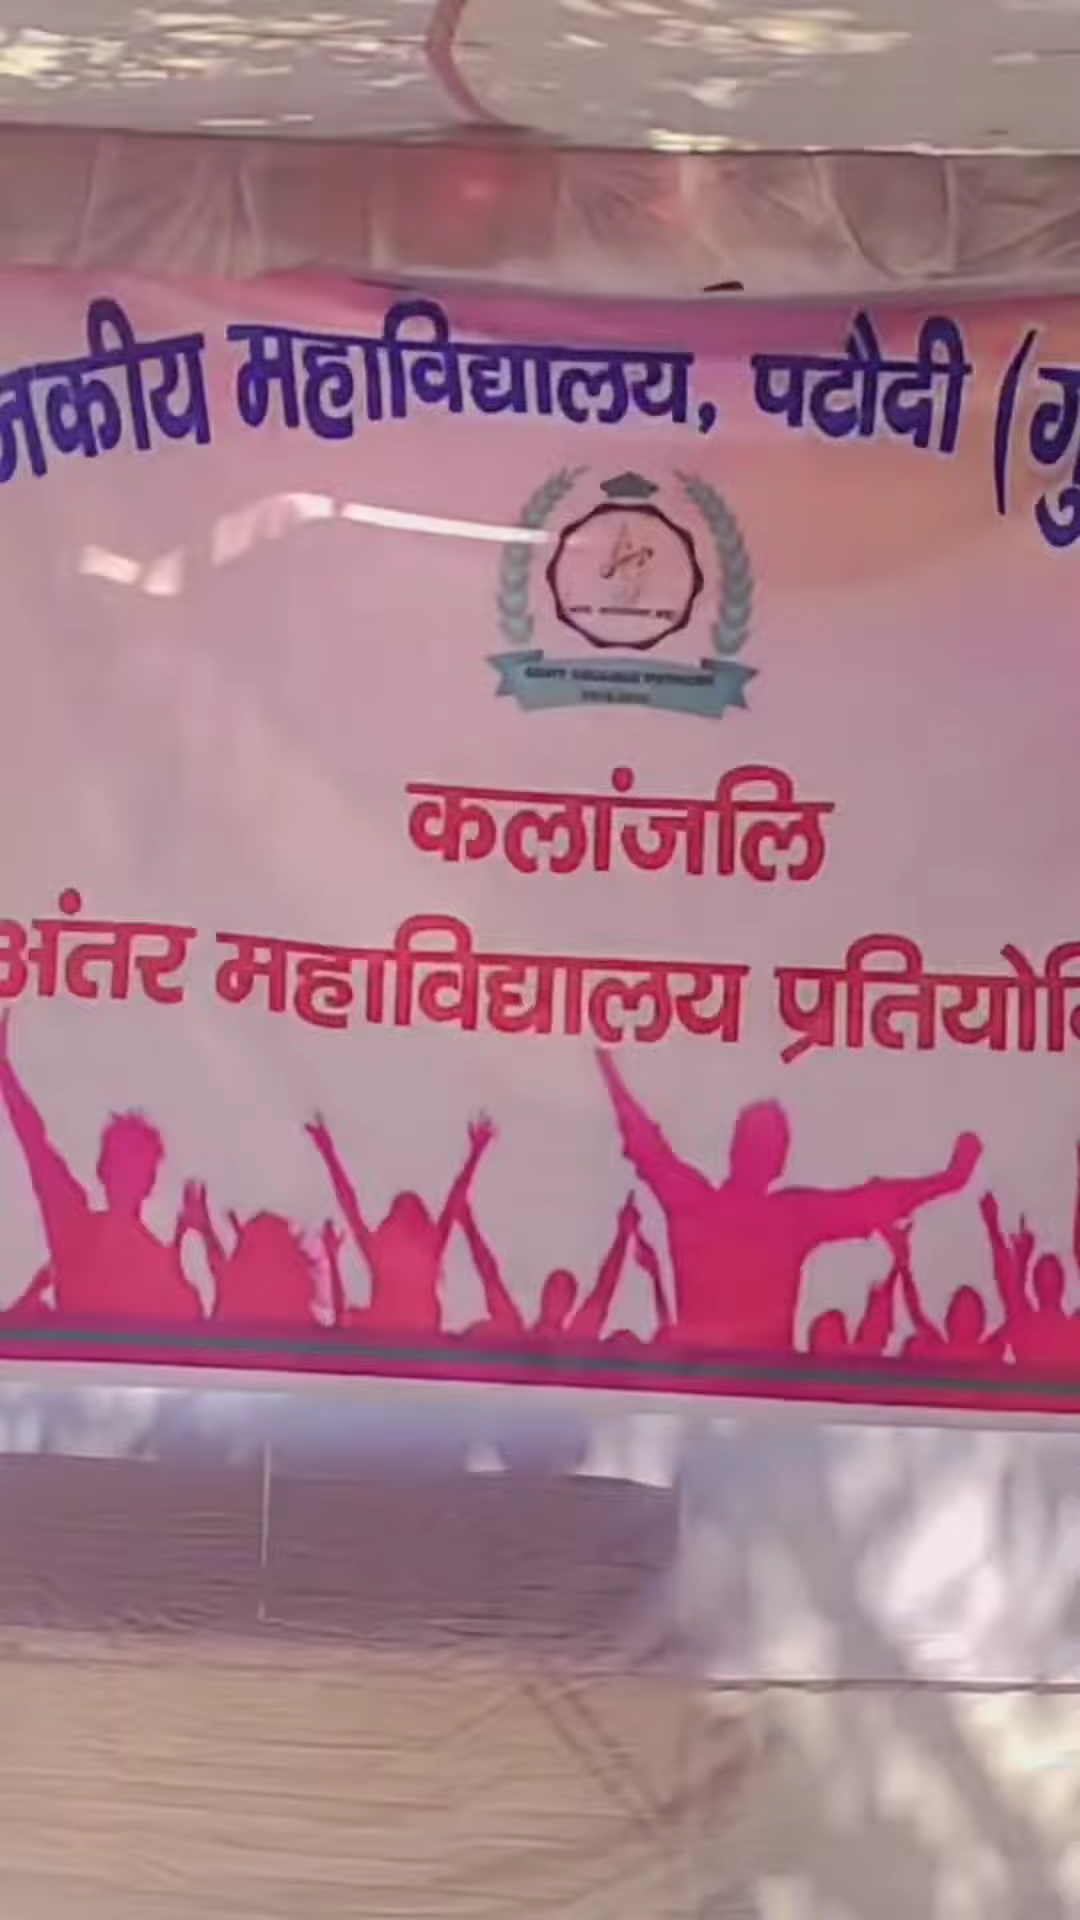 जकीय महाविद्यालय, पटौदी (गु
कलांजलि
अंतर महाविद्यालय प्रतियोगि